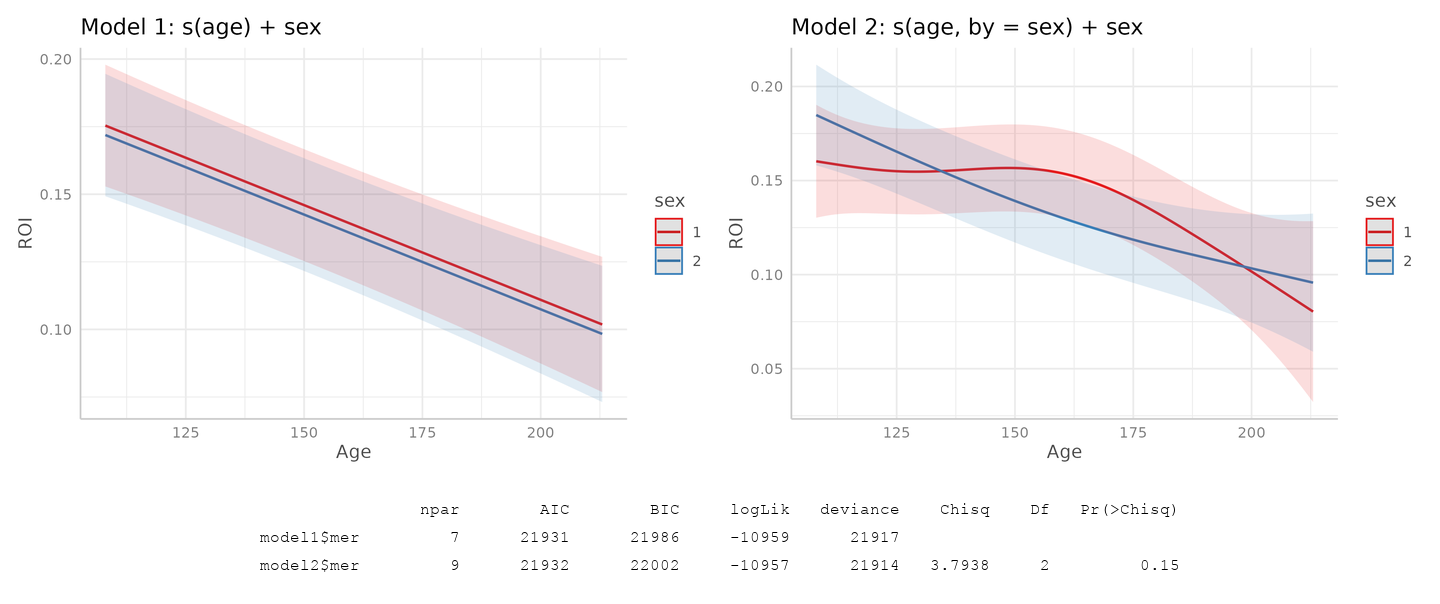 Model 1: s(age) + sex
0.20
0.15
0.10
ROI
125 150 175 200
Age
sex
1
2
Model 2: s(age, by = sex) + sex
0.20
0.15
0.10
0.05
ROI
125 150 175 200
Age
sex
1
2
npar AIC BIC logLik deviance Chisq Df Pr(>Chisq)
model1$mer 7 21931 21986 -10959 21917
model2$mer 9 21932 22002 -10957 21914 3.7938 2 0.15